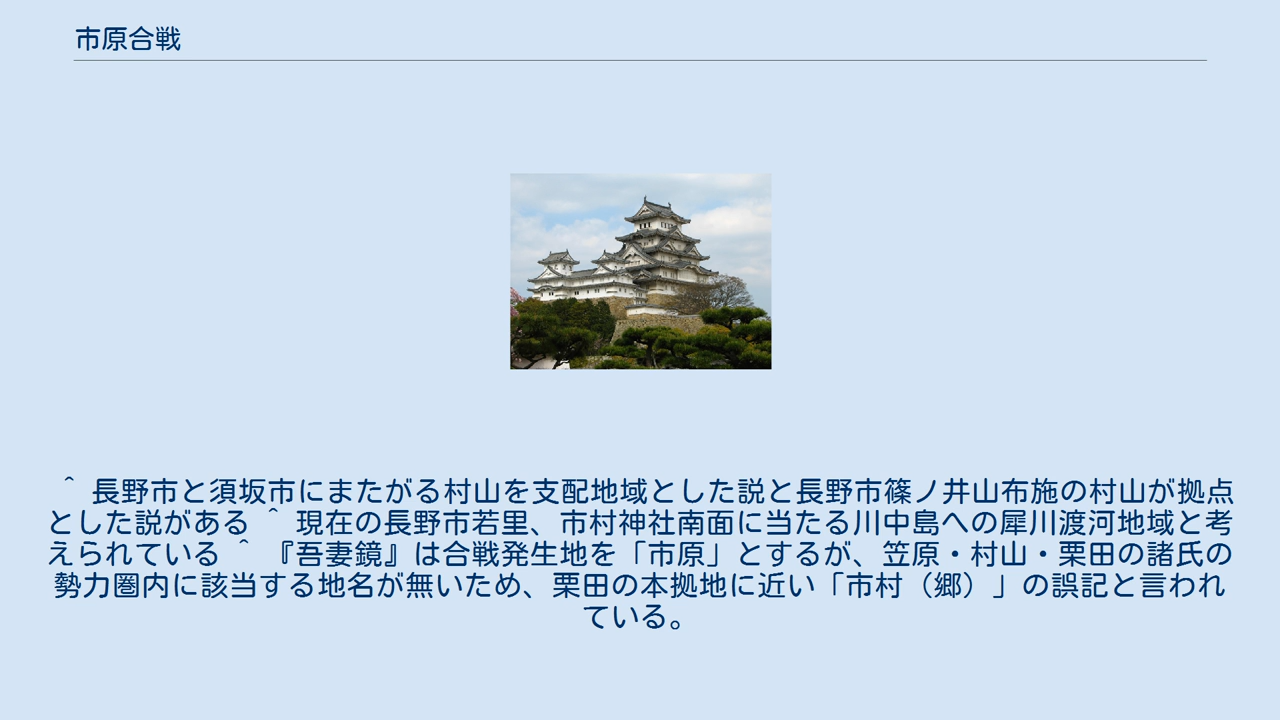 市原合戦
＾ 長野市と須坂市にまたがる村山を支配地域とした説と長野市篠ノ井山布施の村山が拠点
とした説がある ＾ 現在の長野市若里、市村神社南面に当たる川中島への犀川渡河地域と考
えられている ＾ 『吾妻鏡』は合戦発生地を「市原」とするが、笠原・村山・栗田の諸氏の
勢力圏内に該当する地名が無いため、栗田の本拠地に近い「市村（郷）」の誤記と言われ
ている。